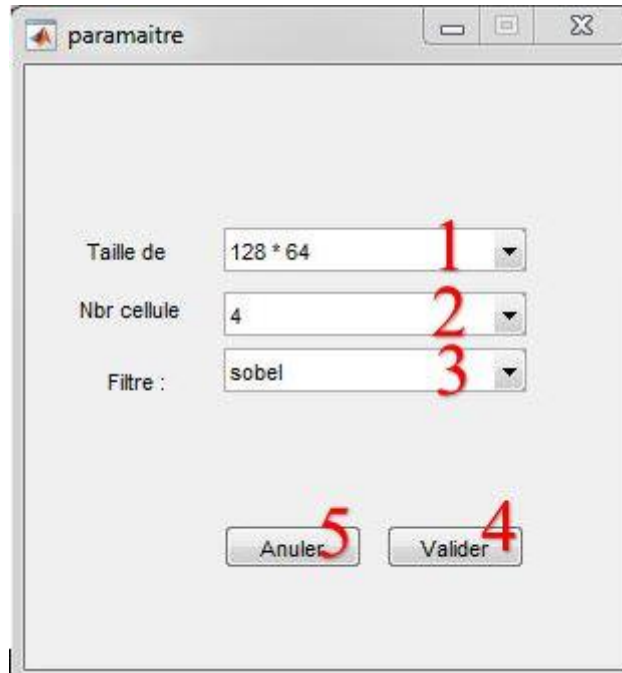 paramaitre
Taille de 128 * 64 1
Nbr cellule 4 2
Filtre : sobel 3
Anuler 5 Valider 4